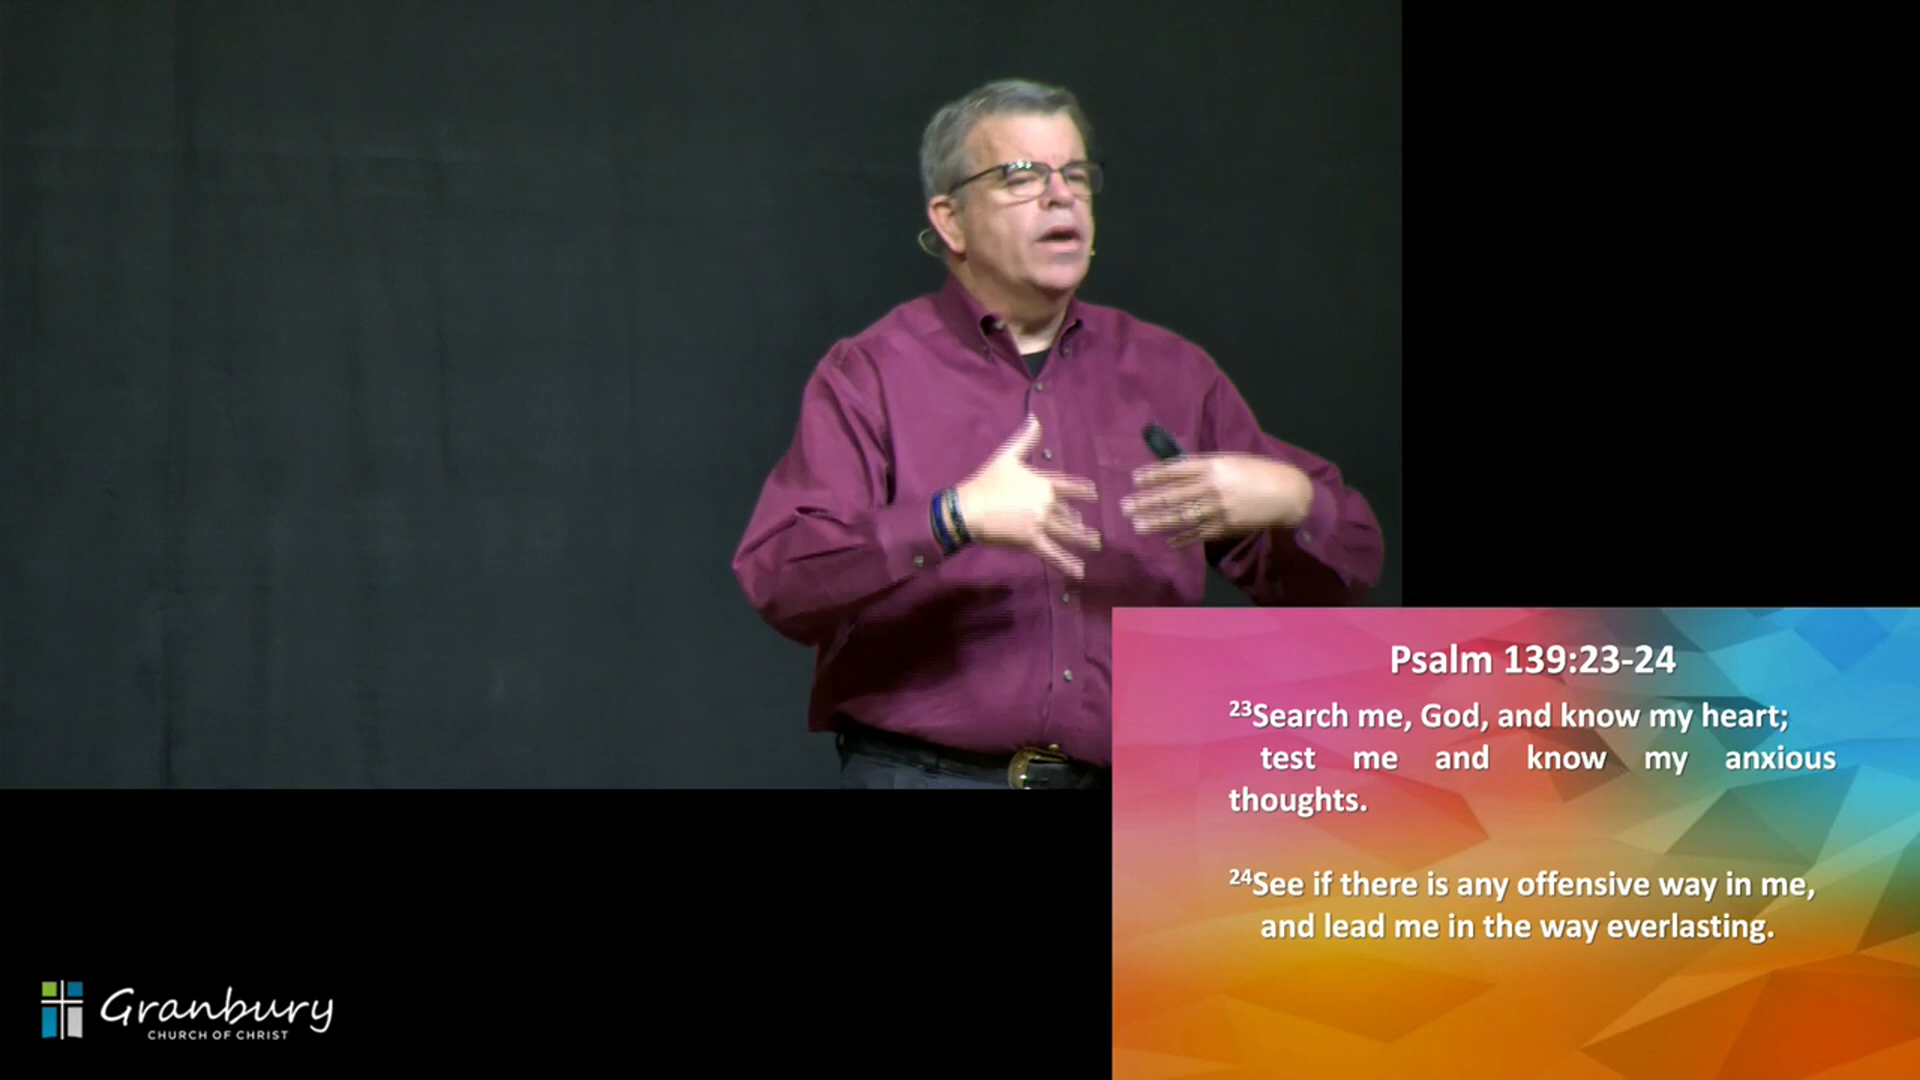 Psalm 139:23-24
23Search me, God, and know my heart;
test me and know my anxious
thoughts.
24See if there is any offensive way in me,
and lead me in the way everlasting.
Granbury
CHURCH OF CHRIST